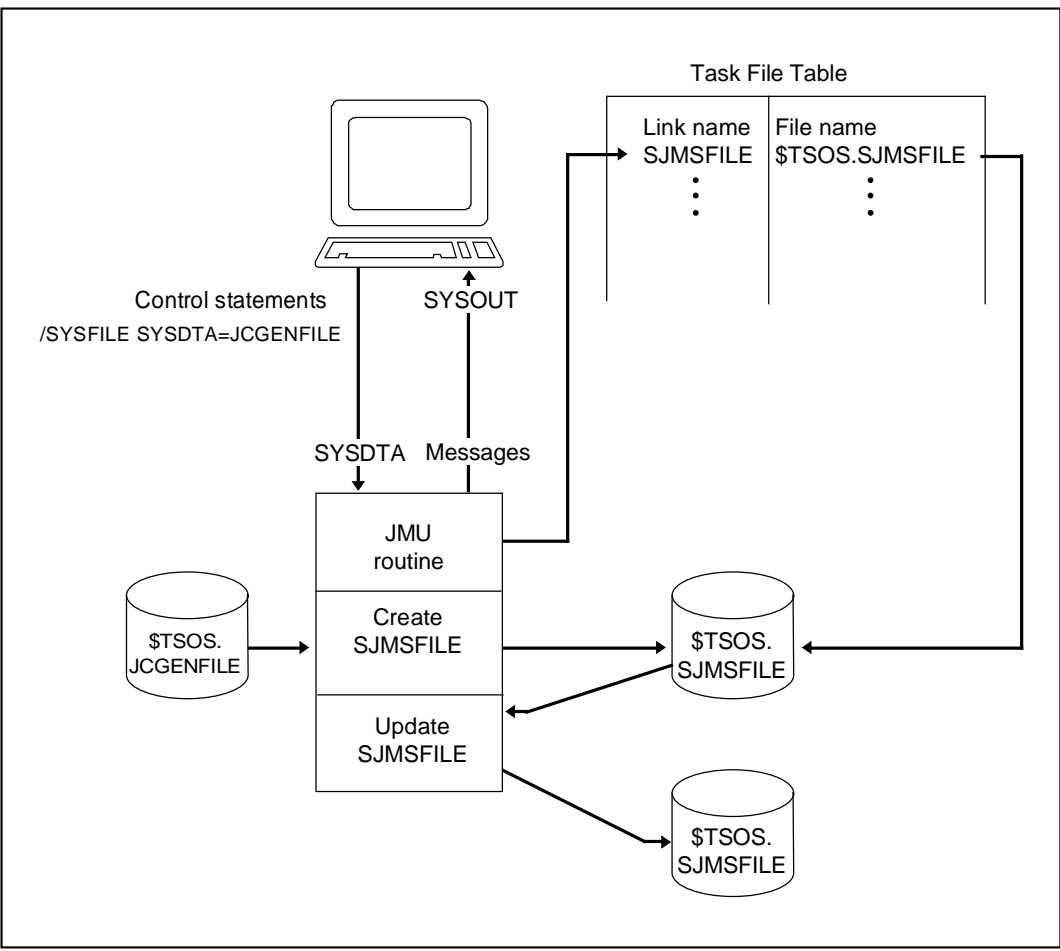 Task File Table
Link name
SJMSFILE
File name
$TSOS.SJMSFILE
Control statements
/SYSFILE SYSDTA=JCGENFILE
SYSOUT
SYSDTA
Messages
JMU
routine
$TSOS.
JCGENFILE
Create
SJMSFILE
$TSOS.
SJMSFILE
Update
SJMSFILE
$TSOS.
SJMSFILE